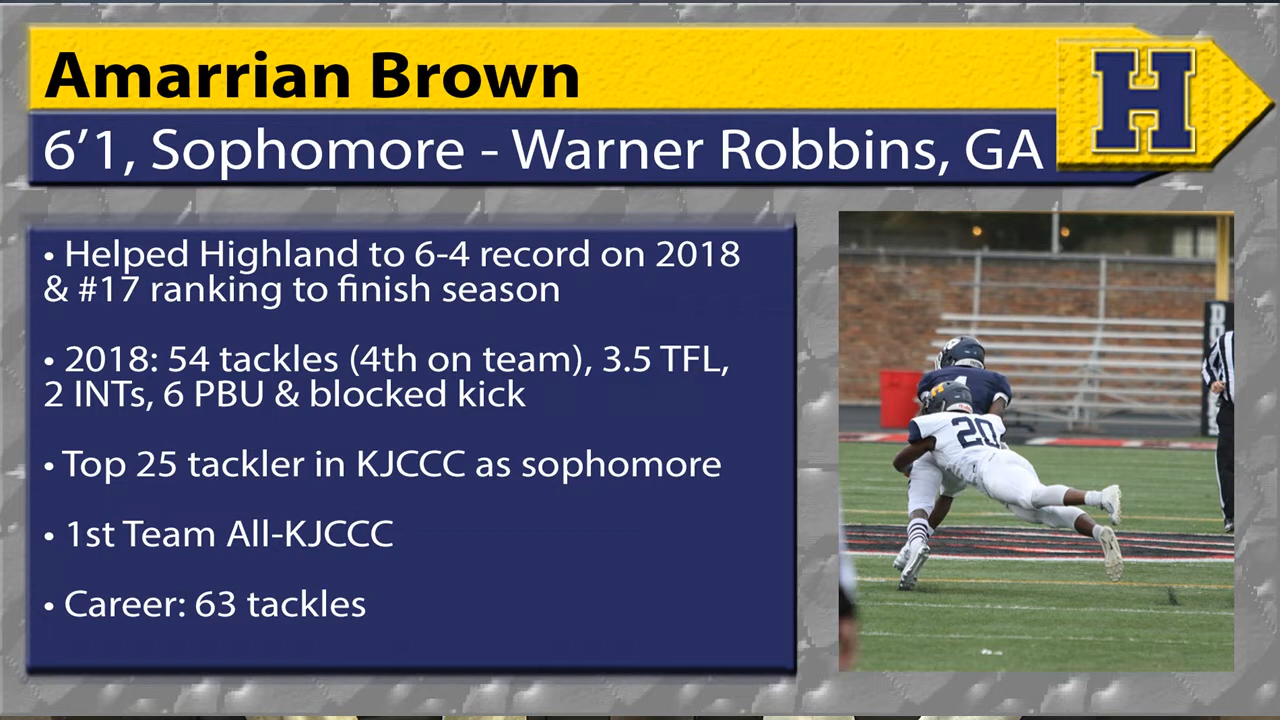 Amarrian Brown
6’1, Sophomore - Warner Robbins, GA
H
• Helped Highland to 6-4 record on 2018
& #17 ranking to finish season
• 2018: 54 tackles (4th on team), 3.5 TFL,
2 INTs, 6 PBU & blocked kick
• Top 25 tackler in KJCCC as sophomore
• 1st Team All-KJCCC
• Career: 63 tackles
20